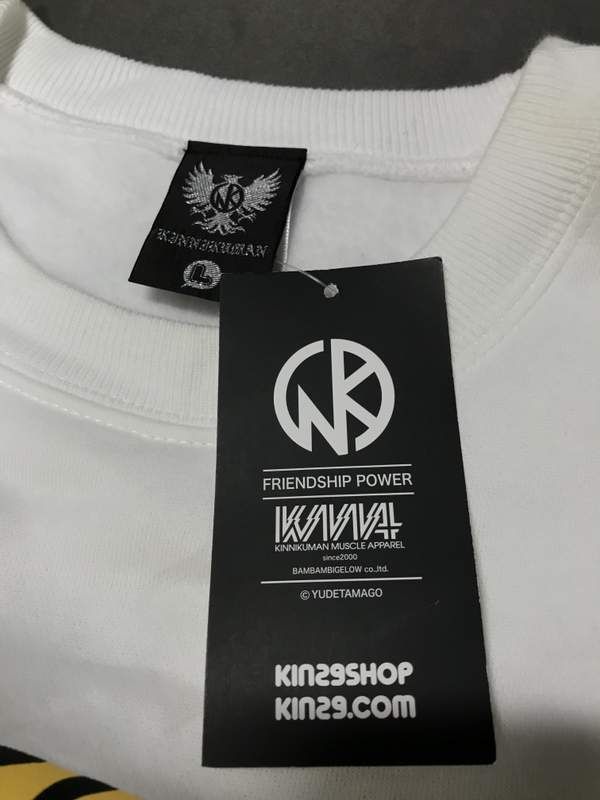 KINNIKUMAN
L
FRIENDSHIP POWER
KINNIKUMAN MUSCLE APPAREL
since2000
BAMBAMBIGELOW co.,ltd.
© YUDETAMAGO
KIN29SHOP
KIN29.COM